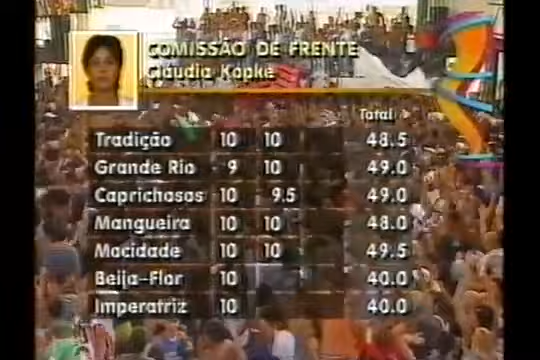 COMISSÃO DE FRENTE
Cláudia Kopke
Total
Tradição 10 10 48.5
Grande Rio 9 10 49.0
Caprichosos 10 9.5 49.0
Mangueira 10 10 48.0
Mocidade 10 10 49.5
Beija-Flor 10 40.0
Imperatriz 10 40.0